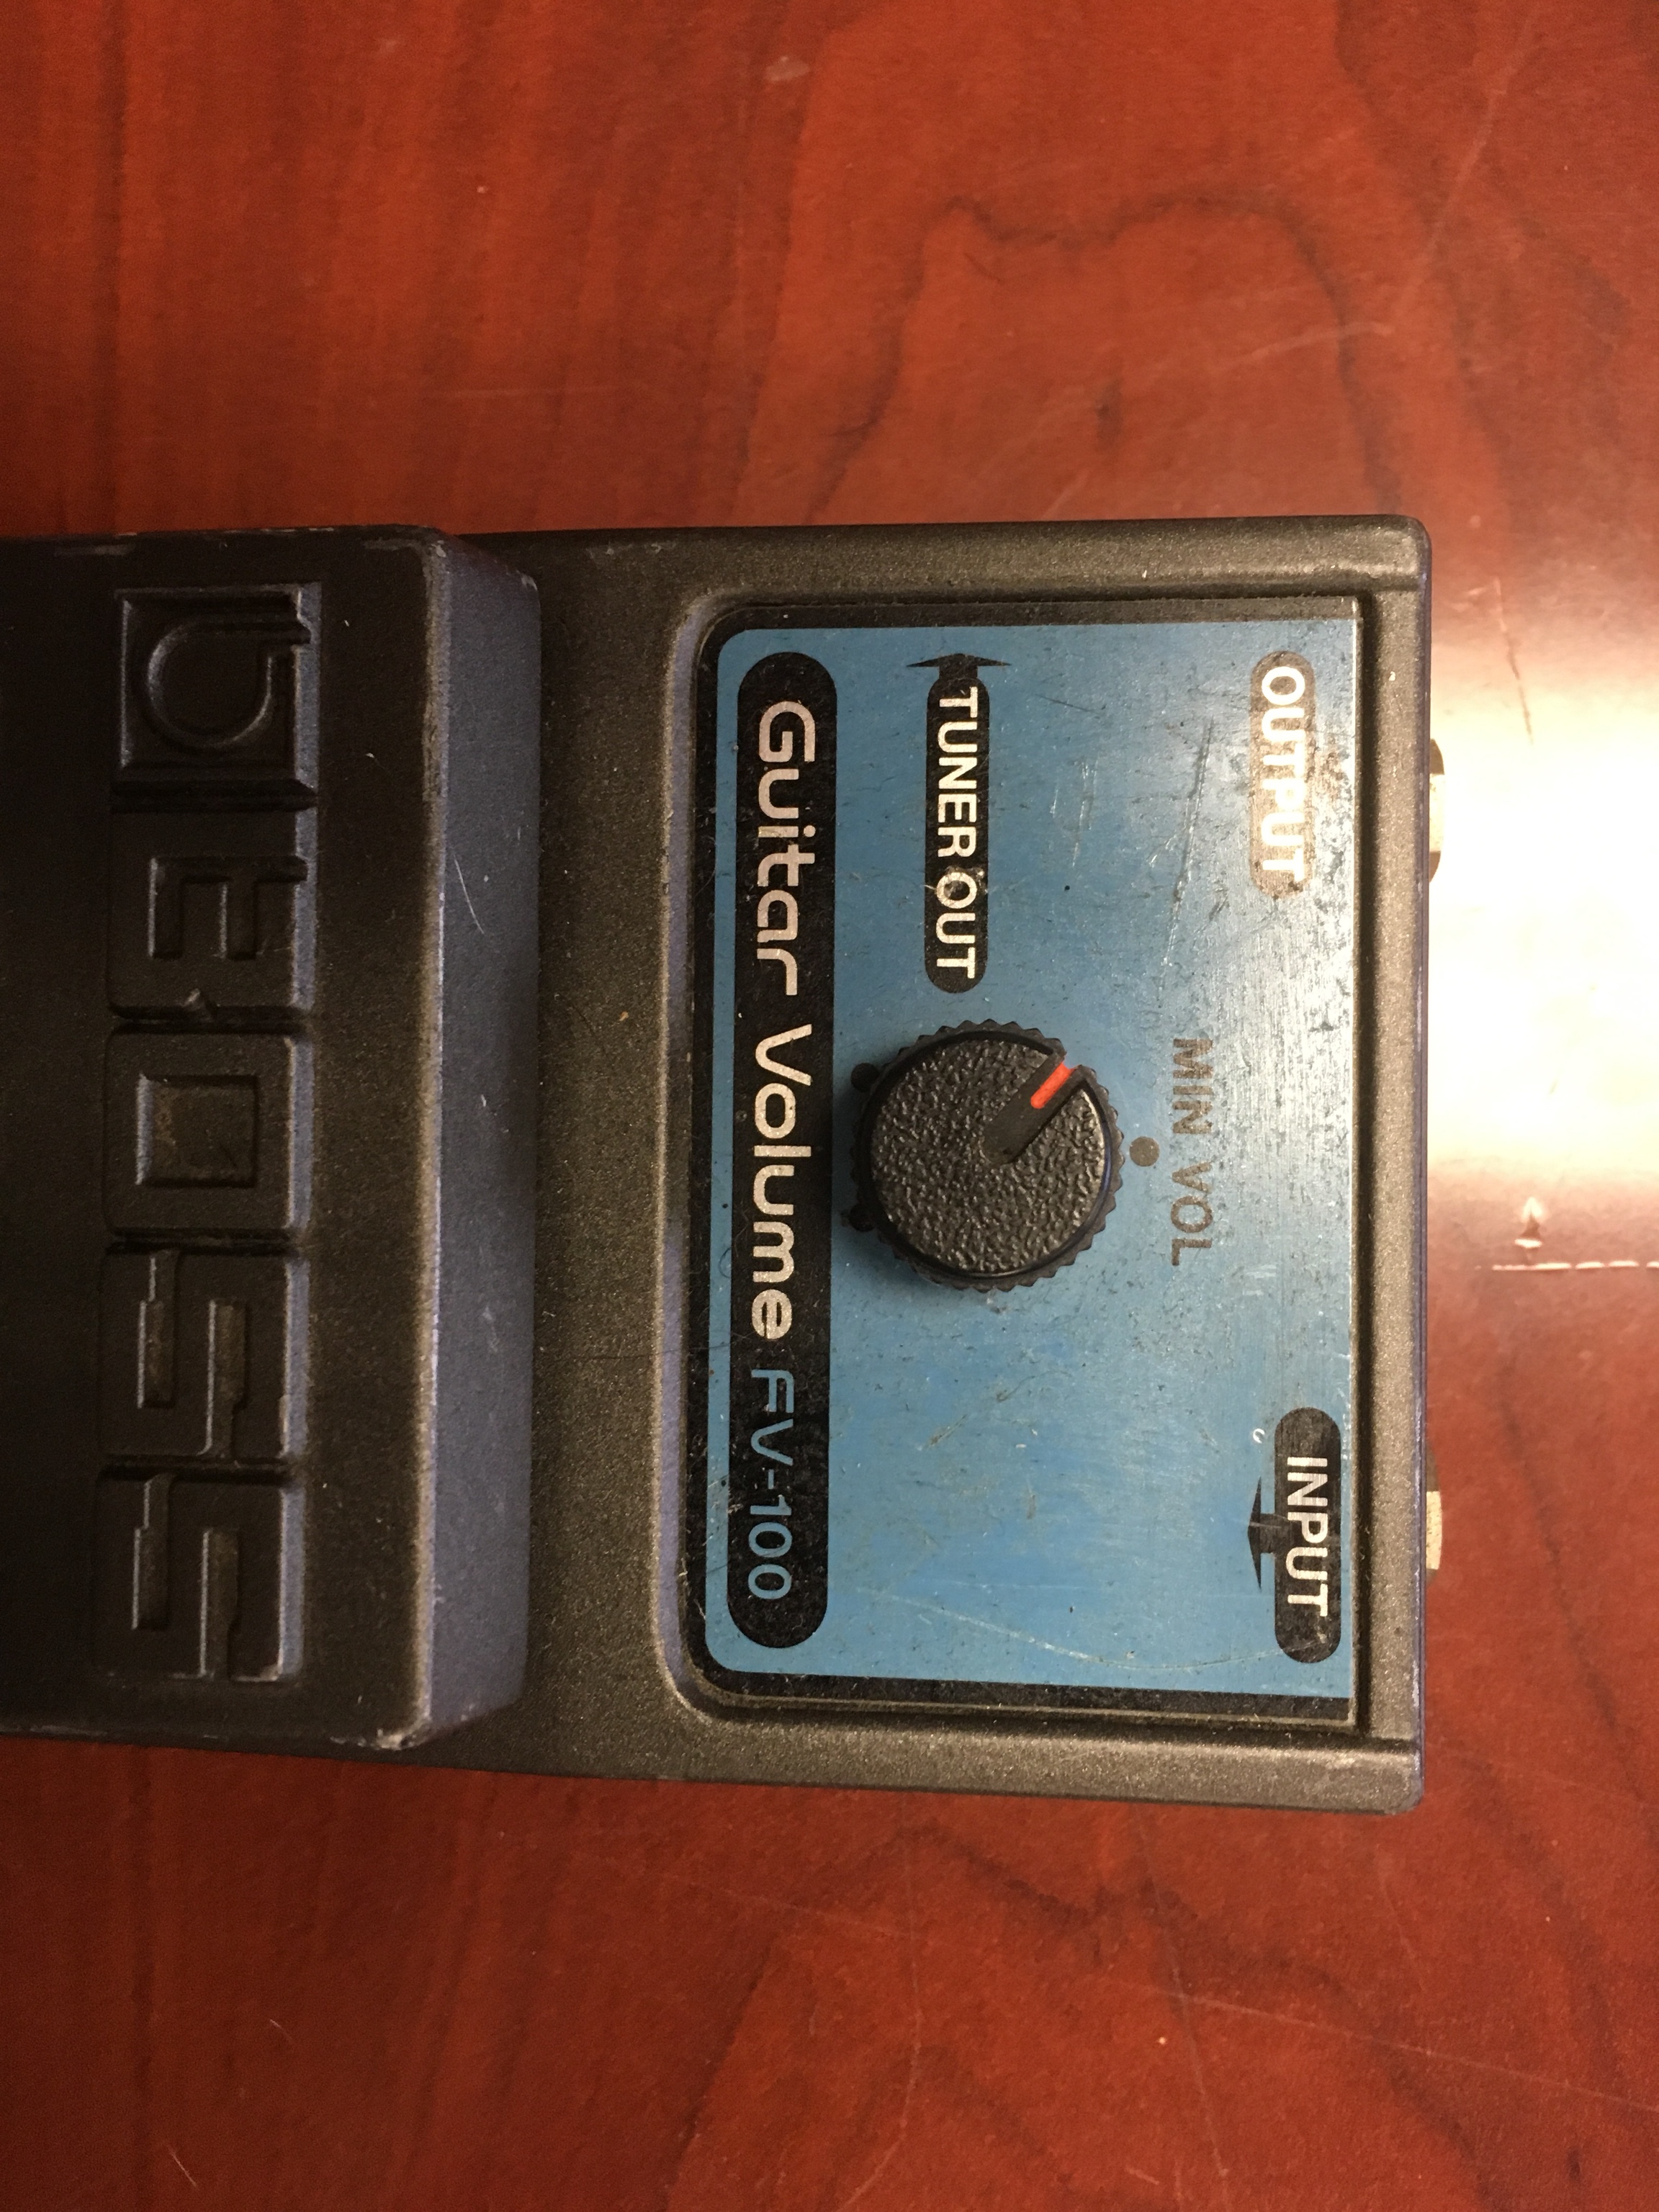 OUTPUT INPUT
MIN VOL
TUNER OUT
Guitar Volume FV-100
BOSS